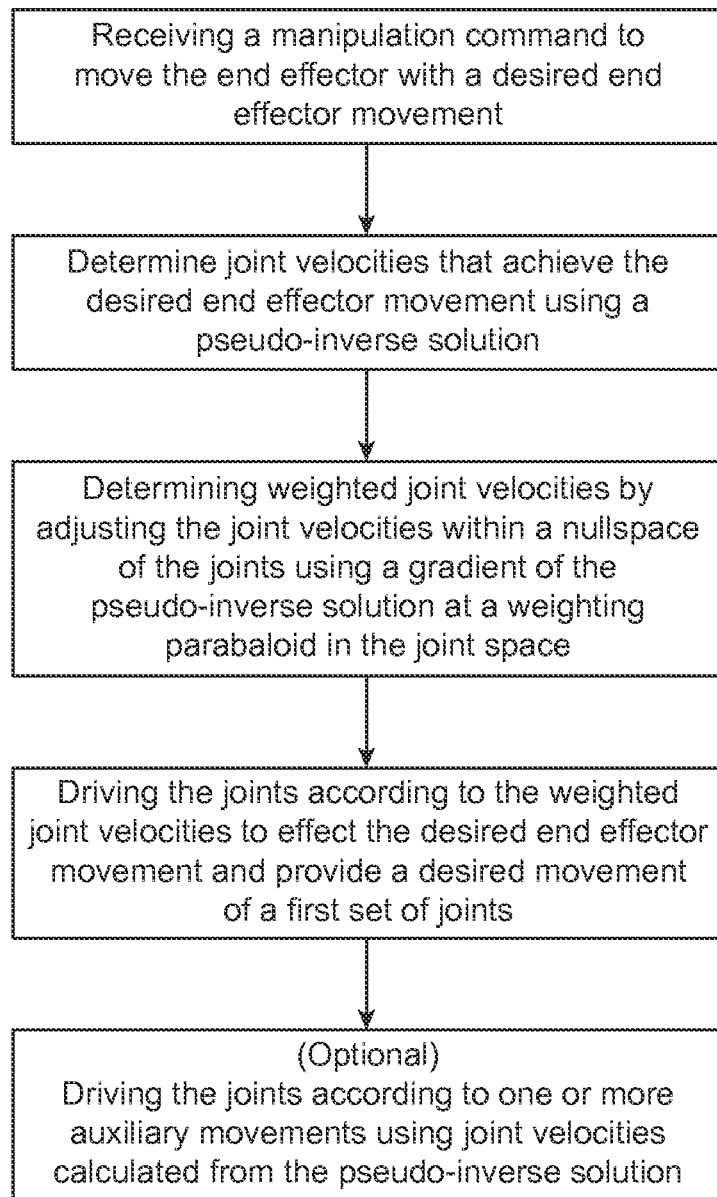 Receiving a manipulation command to
move the end effector with a desired end
effector movement
Determine joint velocities that achieve the
desired end effector movement using a
pseudo-inverse solution
Determining weighted joint velocities by
adjusting the joint velocities within a nullspace
of the joints using a gradient of the
pseudo-inverse solution at a weighting
parabaloid in the joint space
Driving the joints according to the weighted
joint velocities to effect the desired end effector
movement and provide a desired movement
of a first set of joints
(Optional)
Driving the joints according to one or more
auxiliary movements using joint velocities
calculated from the pseudo-inverse solution